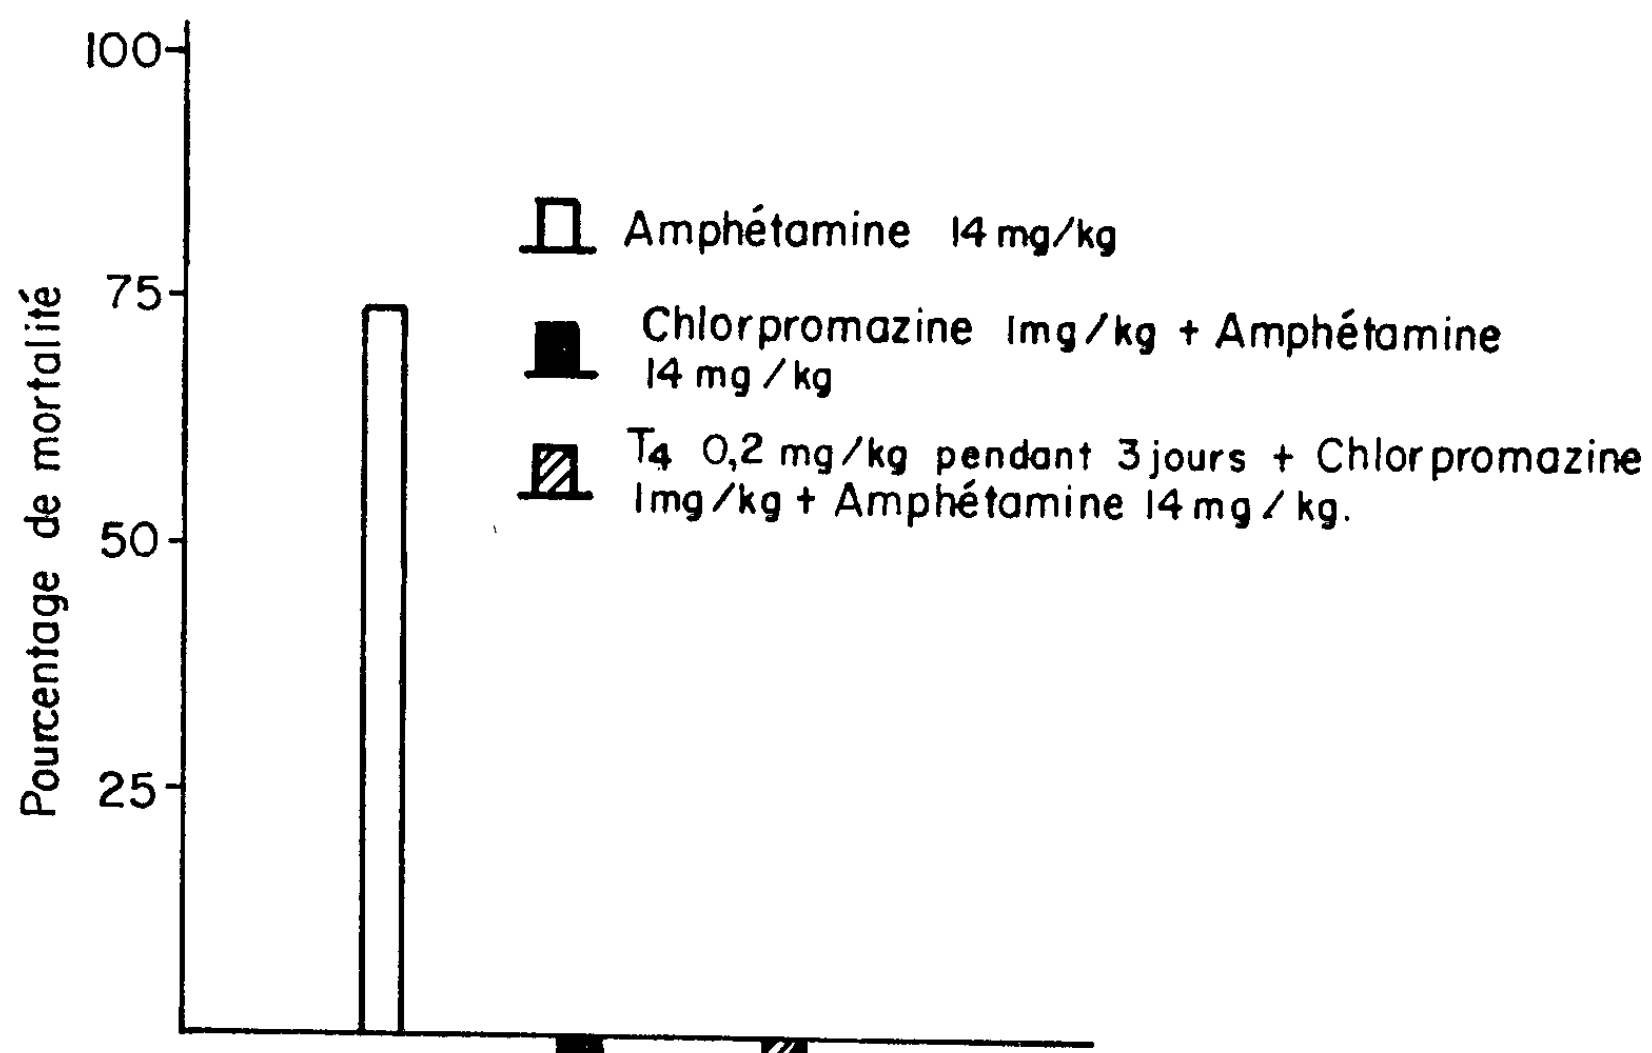 100
75
50
25
Pourcentage de mortalité
Amphétamine 14 mg/kg
Chlorpromazine 1mg/kg + Amphétamine
14 mg/kg
T4 0,2 mg/kg pendant 3 jours + Chlorpromazine
1mg/kg + Amphétamine 14 mg/kg.